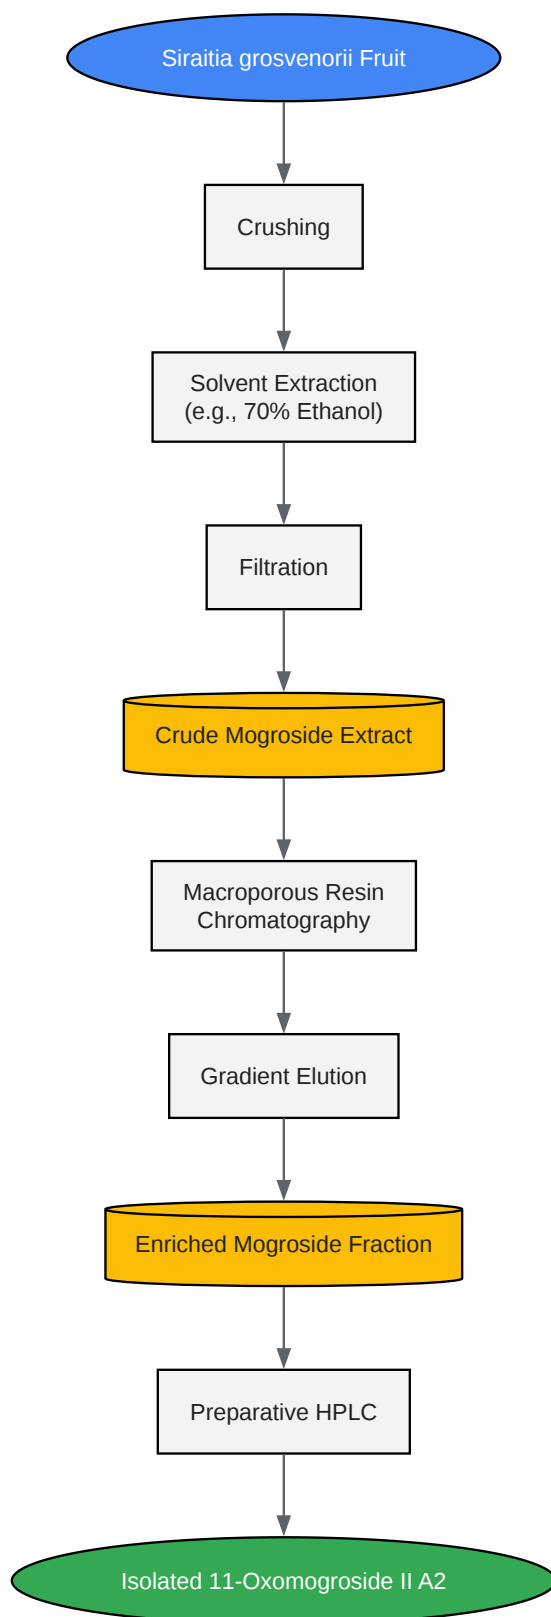 Siraitia grosvenorii Fruit
Crushing
Solvent Extraction
(e.g., 70% Ethanol)
Filtration
Crude Mogroside Extract
Macroporous Resin
Chromatography
Gradient Elution
Enriched Mogroside Fraction
Preparative HPLC
Isolated 11-Oxomogroside II A2